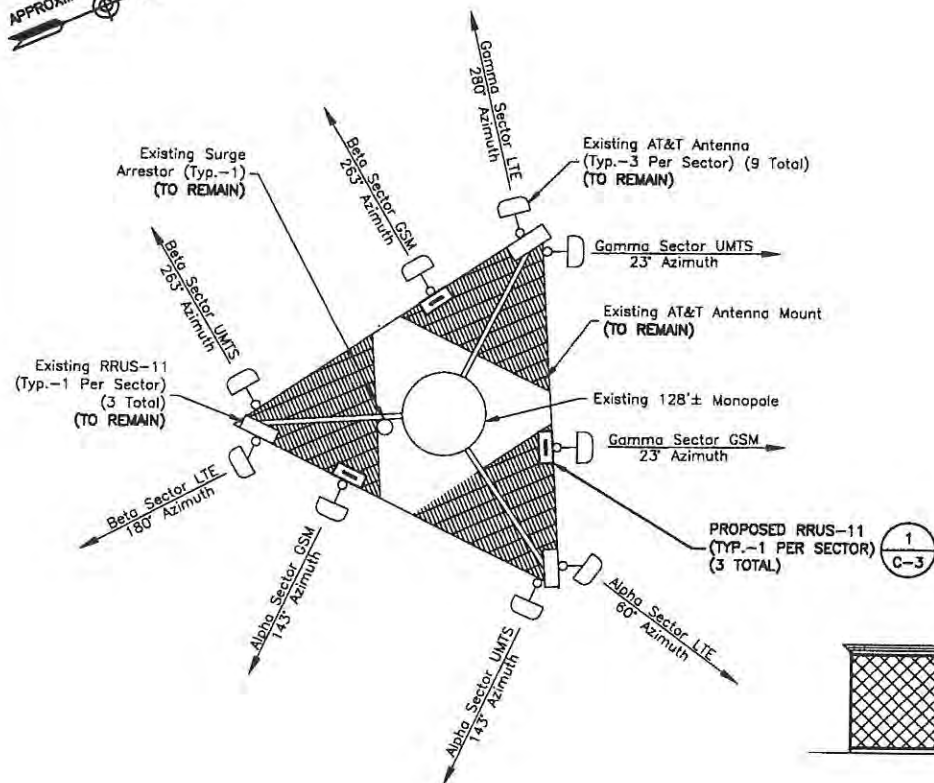 Gamma Sector LTE
280° Azimuth
Existing AT&T Antenna
(Typ.-3 Per Sector) (9 Total)
(TO REMAIN)
Existing Surge
Arrestor (Typ.-1)
(TO REMAIN)
Beta Sector GSM
263° Azimuth
Beta Sector UMTS
263° Azimuth
Gamma Sector UMTS
23° Azimuth
Existing AT&T Antenna Mount
(TO REMAIN)
Existing RRUS-11
(Typ.-1 Per Sector)
(3 Total)
(TO REMAIN)
Existing 128'± Monopole
Gamma Sector GSM
23° Azimuth
Beta Sector LTE
180° Azimuth
PROPOSED RRUS-11
(TYP.-1 PER SECTOR)
(3 TOTAL)
1
C-3
Alpha Sector GSM
143° Azimuth
Alpha Sector LTE
60° Azimuth
Alpha Sector UMTS
143° Azimuth